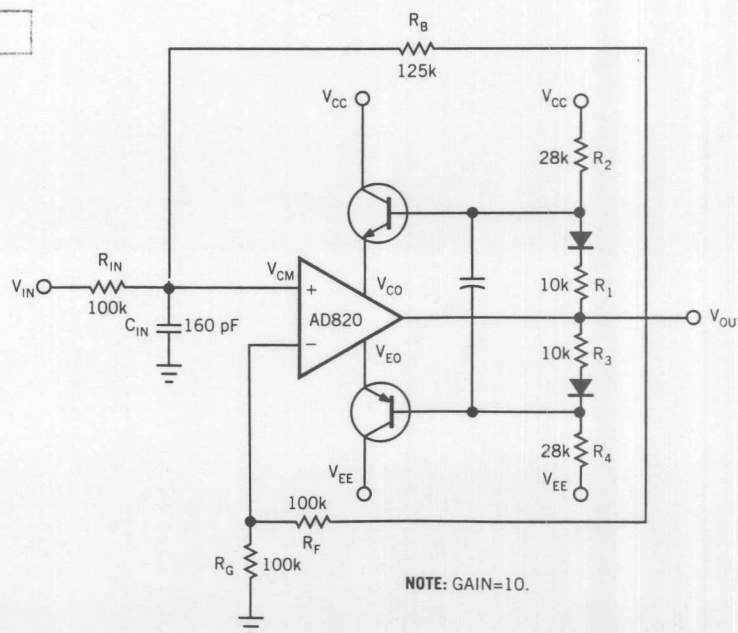 R_B
125k
V_CC
V_CC
28k R_2
R_IN
V_IN
100k
V_CM
C_IN 160 pF
+
−
AD820
V_CO
V_EO
10k R_1
V_OUT
10k R_3
28k R_4
V_EE
V_EE
100k
R_F
R_G 100k
NOTE: GAIN=10.